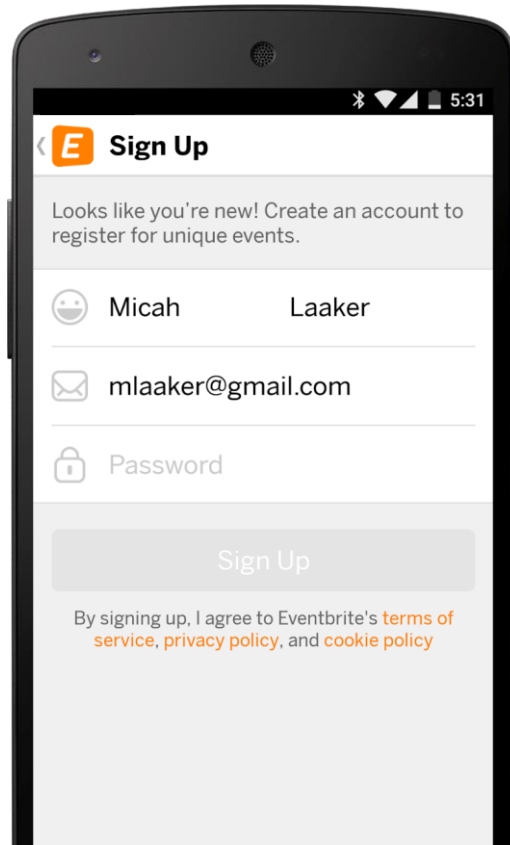 5:31
E Sign Up
Looks like you're new! Create an account to
register for unique events.
Micah Laaker
mlaaker@gmail.com
Password
Sign Up
By signing up, I agree to Eventbrite's terms of
service, privacy policy, and cookie policy